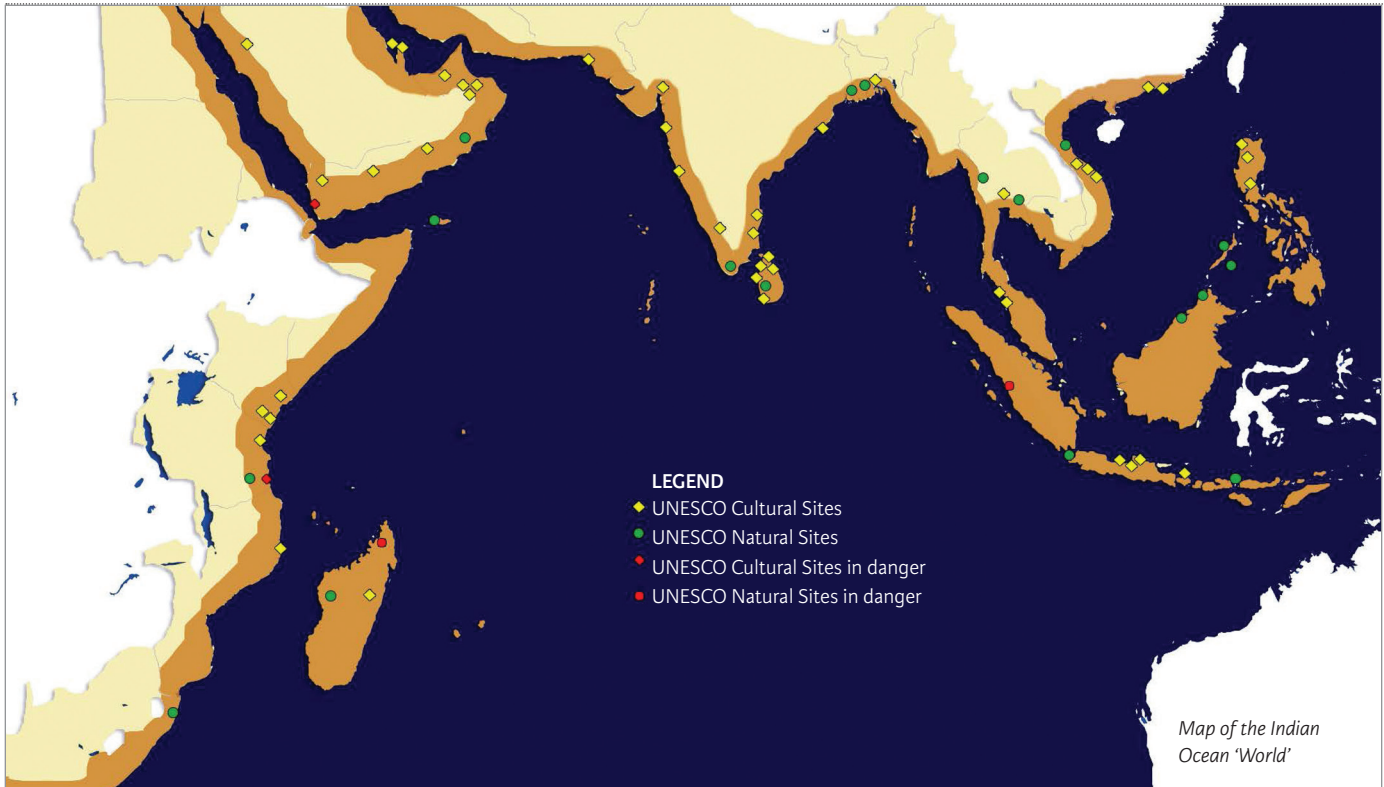 LEGEND
UNESCO Cultural Sites
UNESCO Natural Sites
UNESCO Cultural Sites in danger
UNESCO Natural Sites in danger
Map of the Indian
Ocean ‘World’